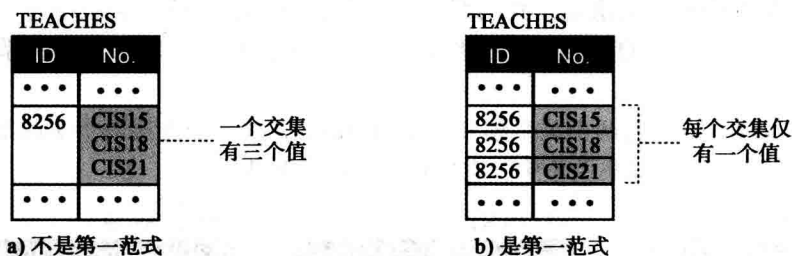 TEACHES
ID No.
••• •••
8256 CIS15
CIS18
CIS21
••• •••
一个交集
有三个值
a) 不是第一范式
TEACHES
ID No.
••• •••
8256 CIS15
8256 CIS18
8256 CIS21
••• •••
每个交集仅
有一个值
b) 是第一范式